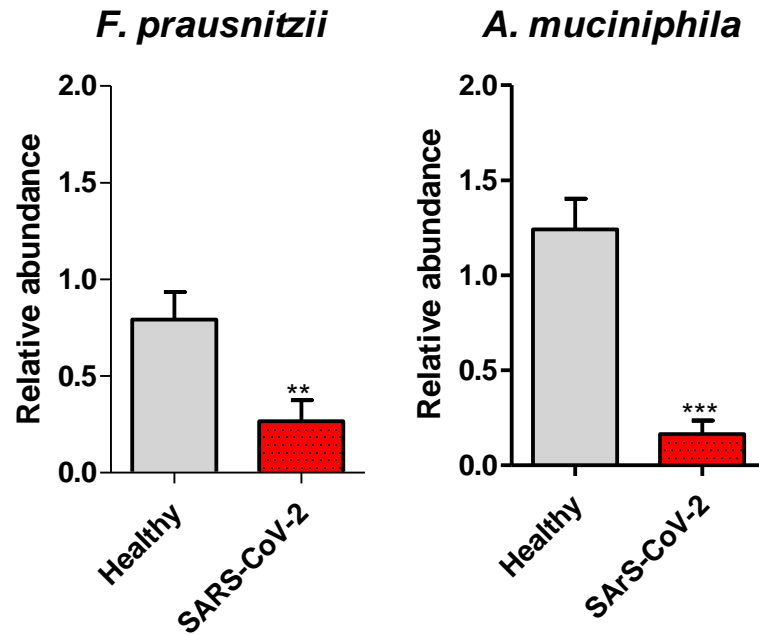 F. prausnitzii
Relative abundance
2.0
1.5
1.0
0.5
0.0
**
Healthy
SARS-CoV-2
A. muciniphila
Relative abundance
2.0
1.5
1.0
0.5
0.0
***
Healthy
SArS-CoV-2